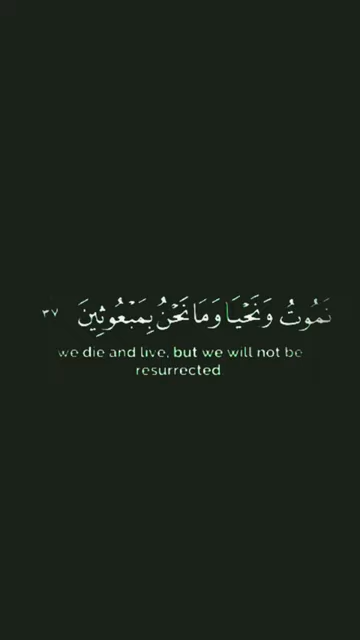 نَمُوتُ وَنَحْيَا وَمَا نَحْنُ بِمَبْعُوثِينَ ٣٧
we die and live, but we will not be
resurrected